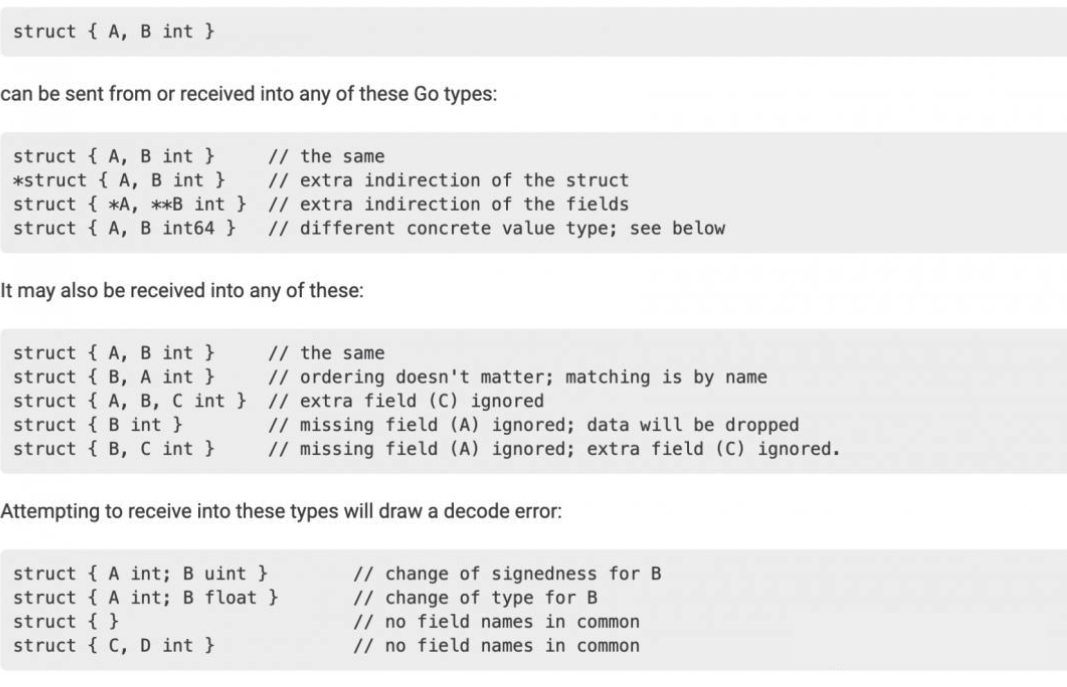 struct { A, B int }
can be sent from or received into any of these Go types:
struct { A, B int }     // the same
*struct { A, B int }    // extra indirection of the struct
struct { *A, **B int }  // extra indirection of the fields
struct { A, B int64 }   // different concrete value type; see below
It may also be received into any of these:
struct { A, B int }     // the same
struct { B, A int }     // ordering doesn't matter; matching is by name
struct { A, B, C int }  // extra field (C) ignored
struct { B int }        // missing field (A) ignored; data will be dropped
struct { B, C int }     // missing field (A) ignored; extra field (C) ignored.
Attempting to receive into these types will draw a decode error:
struct { A int; B uint }        // change of signedness for B
struct { A int; B float }       // change of type for B
struct { }                      // no field names in common
struct { C, D int }             // no field names in common